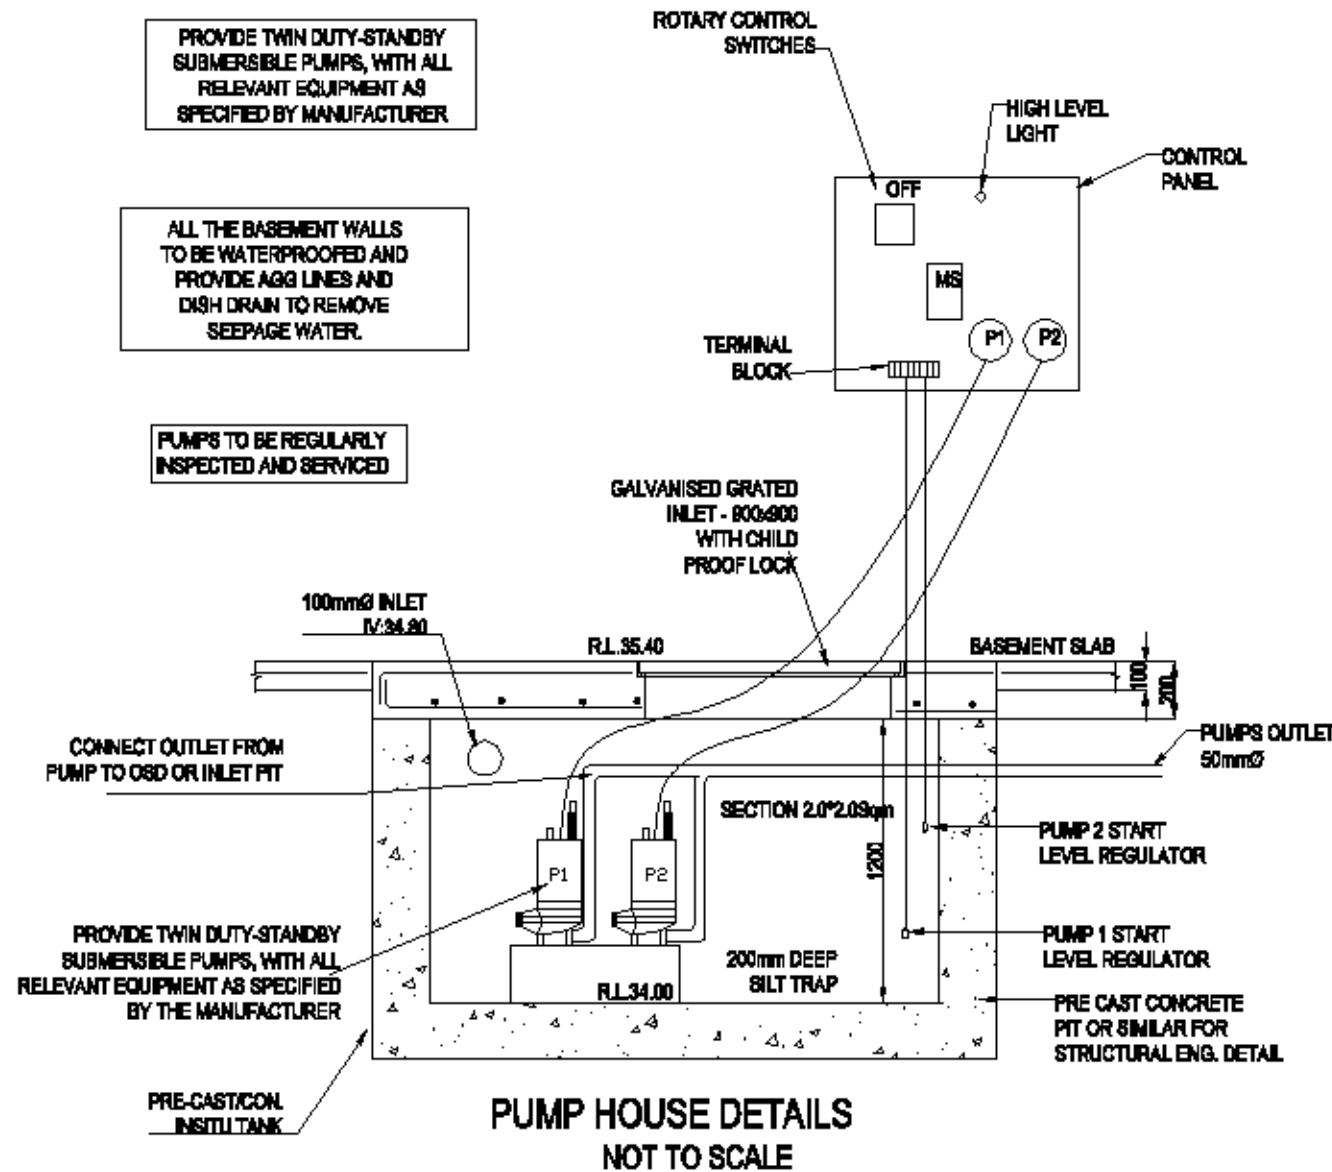 PROVIDE TWIN DUTY-STANDBY
SUBMERSIBLE PUMPS, WITH ALL
RELEVANT EQUIPMENT AS
SPECIFIED BY MANUFACTURER
ROTARY CONTROL
SWITCHES
HIGH LEVEL
LIGHT
CONTROL
PANEL
OFF
MS
P1
P2
TERMINAL
BLOCK
ALL THE BASEMENT WALLS
TO BE WATERPROOFED AND
PROVIDE AGG LINES AND
DISH DRAIN TO REMOVE
SEEPAGE WATER.
PUMPS TO BE REGULARLY
INSPECTED AND SERVICED
GALVANISED GRATED
INLET - 900x900
WITH CHILD
PROOF LOCK
100mmØ INLET
IV:34.80
R.L.35.40
BASEMENT SLAB
100
200
CONNECT OUTLET FROM
PUMP TO OSD OR INLET PIT
PUMPS OUTLET
50mmØ
SECTION 2.0*2.0Sqm
1200
PUMP 2 START
LEVEL REGULATOR
P1
P2
PROVIDE TWIN DUTY-STANDBY
SUBMERSIBLE PUMPS, WITH ALL
RELEVANT EQUIPMENT AS SPECIFIED
BY THE MANUFACTURER
PUMP 1 START
LEVEL REGULATOR
200mm DEEP
SILT TRAP
R.L.34.00
PRE CAST CONCRETE
PIT OR SIMILAR FOR
STRUCTURAL ENG. DETAIL
PRE-CAST/CON.
INSITU TANK
PUMP HOUSE DETAILS
NOT TO SCALE